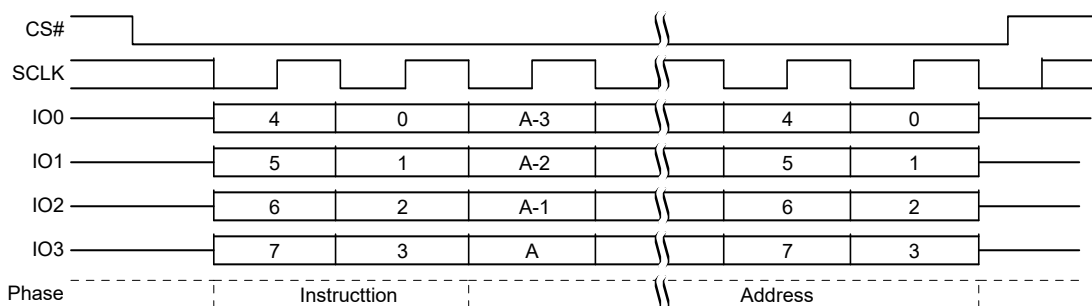 CS#
SCLK
IO0 4 0 A-3 4 0
IO1 5 1 A-2 5 1
IO2 6 2 A-1 6 2
IO3 7 3 A 7 3
Phase Instructtion Address